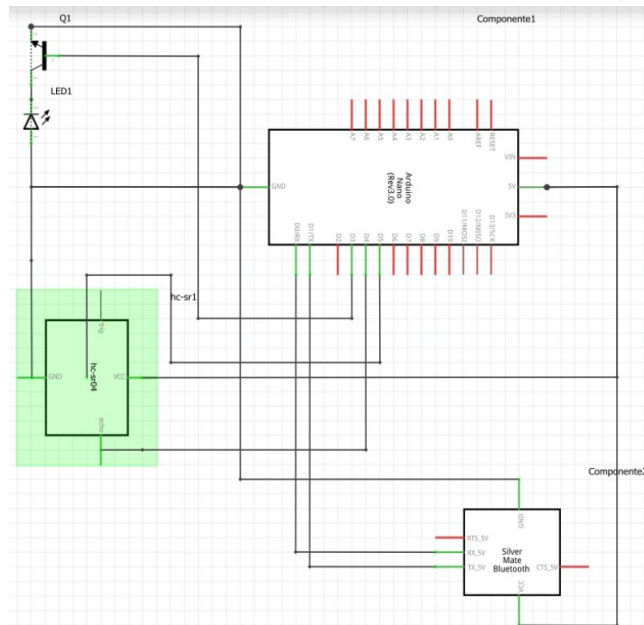 Q1
Componente1
LED1
A7
A6
A5
A4
A3
A2
A1
A0
AREF
RESET
Arduino
Nano
(Rev3.0)
VIN
GND
5V
3V3
D0/RX
D1/TX
D2
D3
D4
D5
D6
D7
D8
D9
D10
D11/MOSI
D12/MISO
D13/SCK
hc-sr1
trig
GND
hc-sr04
VCC
echo
Componente2
GND
RTS_5V
RX_5V
TX_5V
Silver
Mate
Bluetooth
CTS_5V
VCC